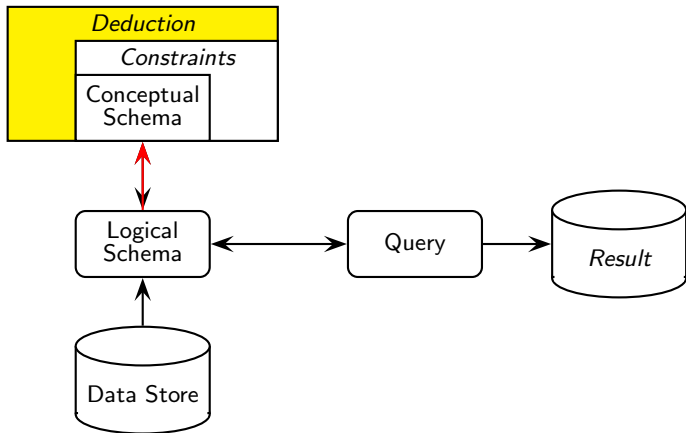 Deduction
Constraints
Conceptual
Schema
Logical
Schema
Query
Result
Data Store